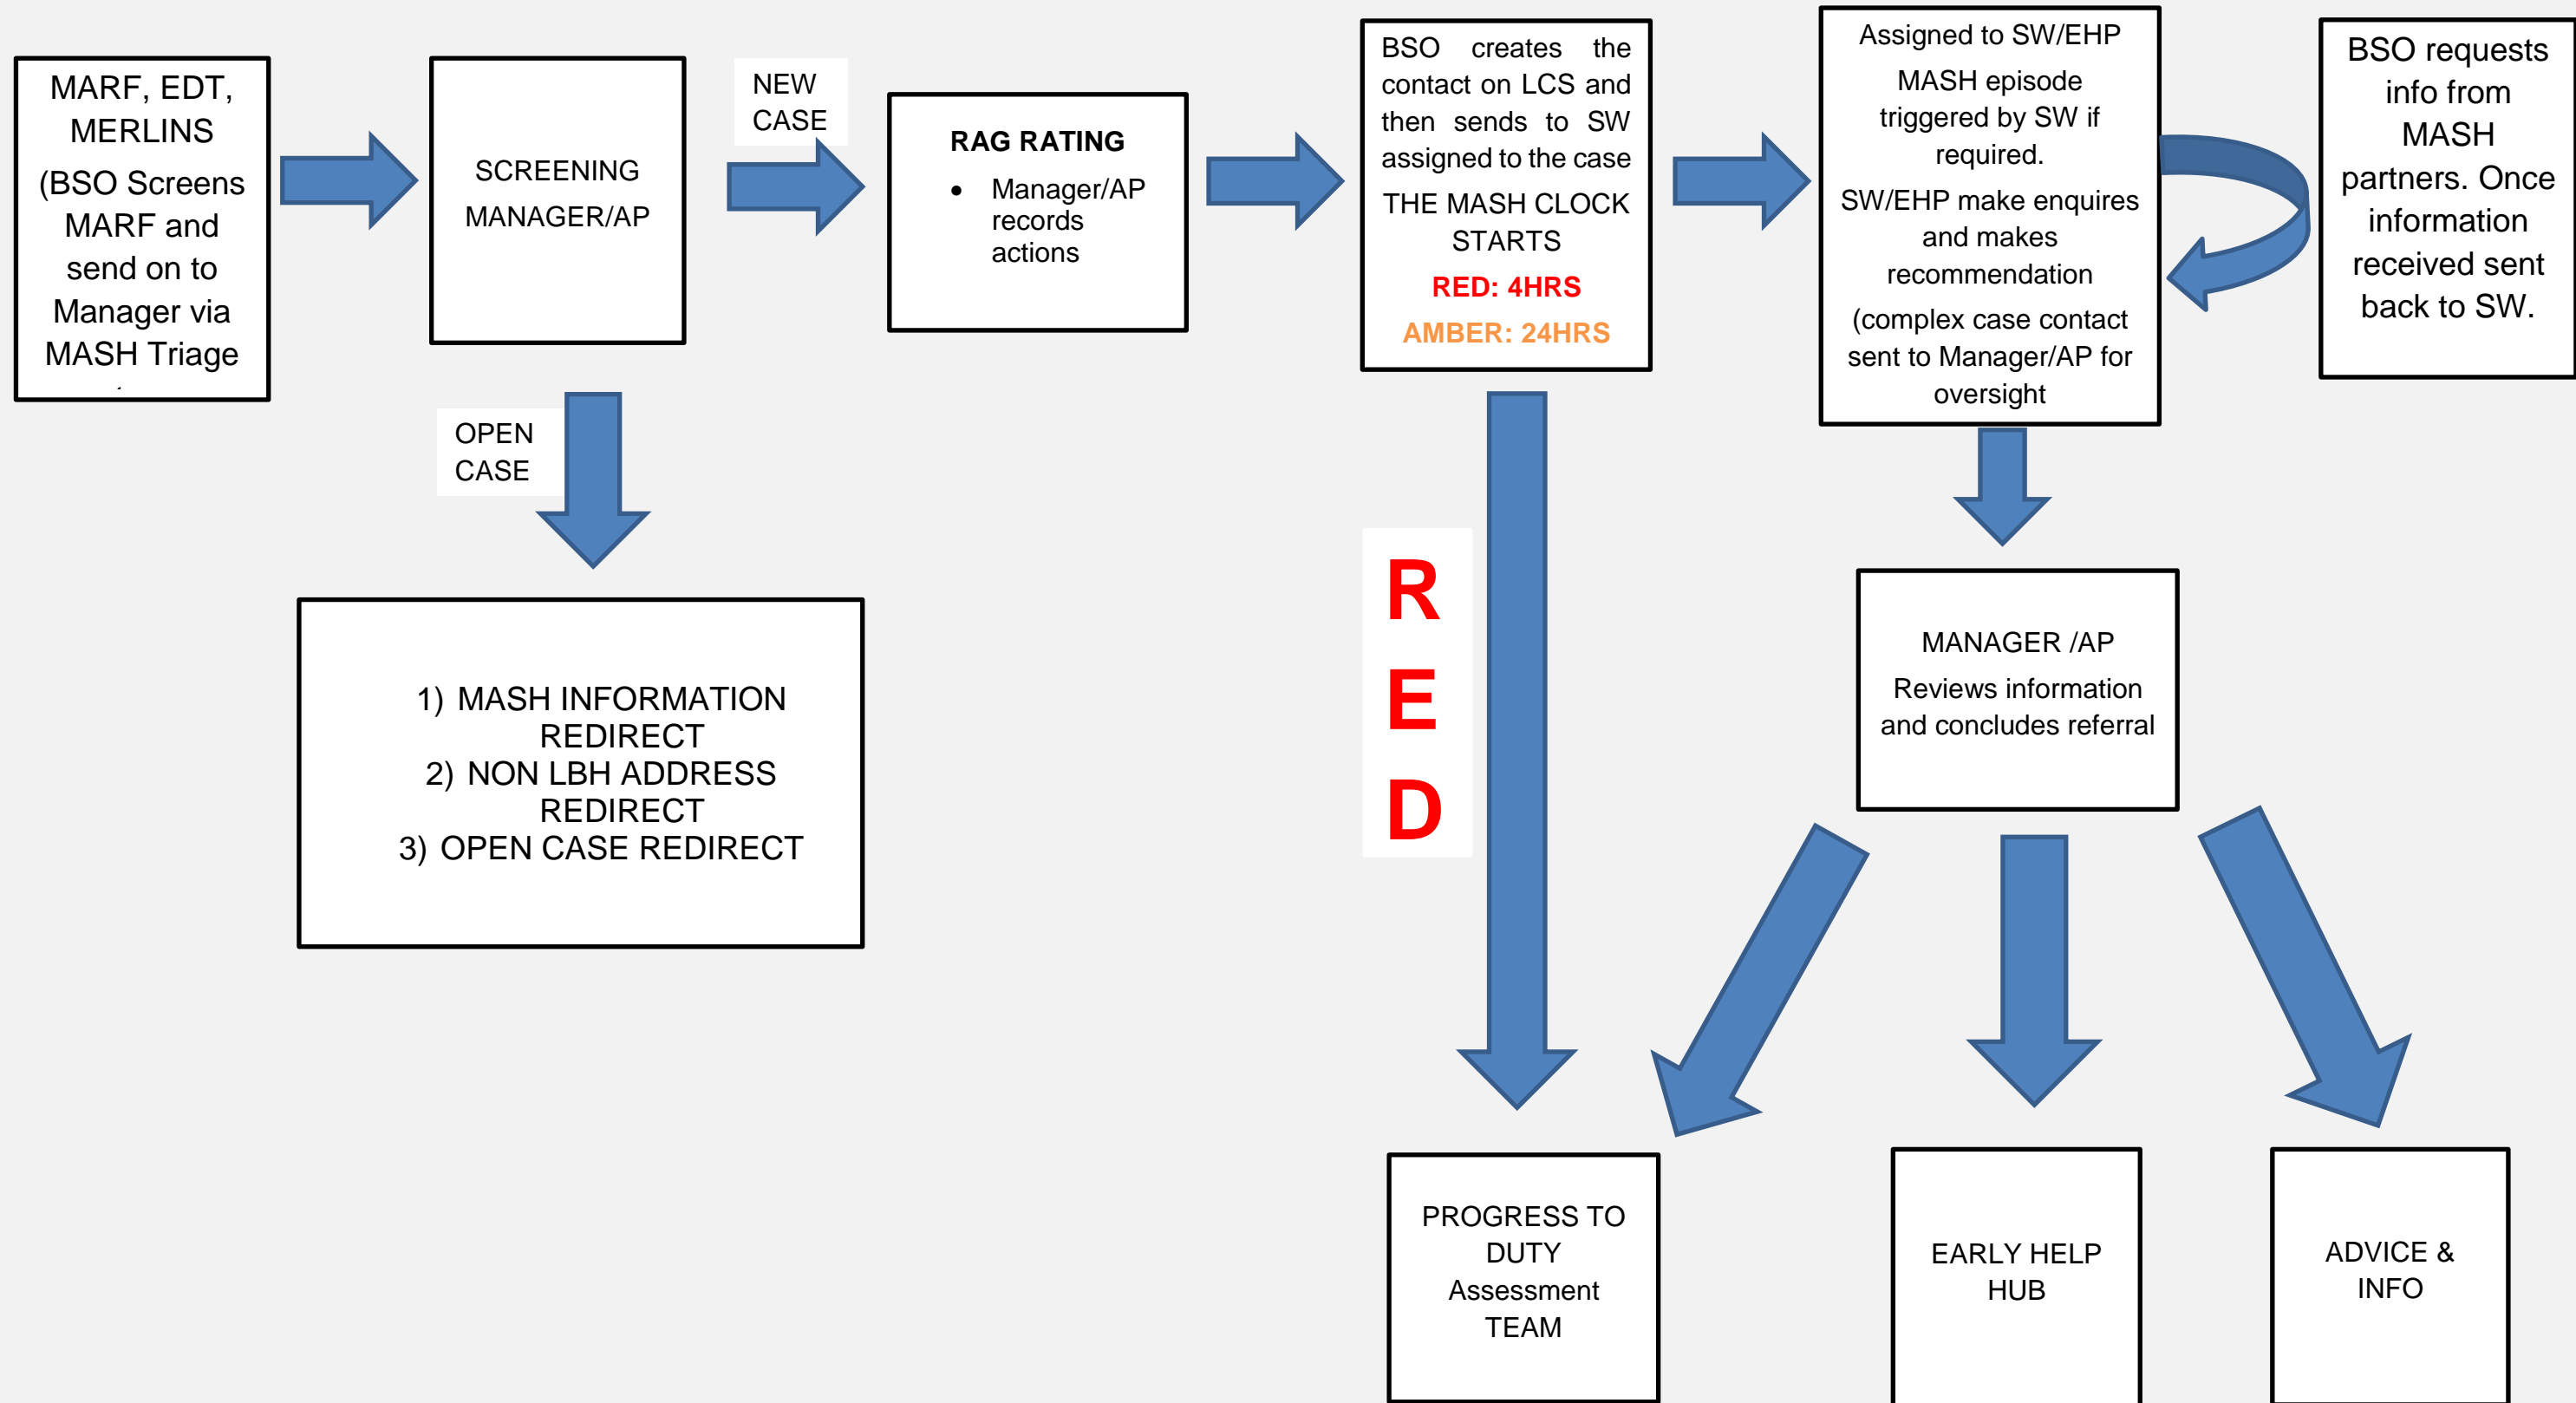 MARF, EDT,
MERLINS
(BSO Screens
MARF and
send on to
Manager via
MASH Triage
SCREENING
MANAGER/AP
NEW
CASE
RAG RATING
• Manager/AP
records
actions
BSO creates the
contact on LCS and
then sends to SW
assigned to the case
THE MASH CLOCK
STARTS
RED: 4HRS
AMBER: 24HRS
Assigned to SW/EHP
MASH episode
triggered by SW if
required.
SW/EHP make enquires
and makes
recommendation
(complex case contact
sent to Manager/AP for
oversight
BSO requests
info from
MASH
partners. Once
information
received sent
back to SW.
OPEN
CASE
1) MASH INFORMATION
REDIRECT
2) NON LBH ADDRESS
REDIRECT
3) OPEN CASE REDIRECT
R
E
D
MANAGER /AP
Reviews information
and concludes referral
PROGRESS TO
DUTY
Assessment
TEAM
EARLY HELP
HUB
ADVICE &
INFO